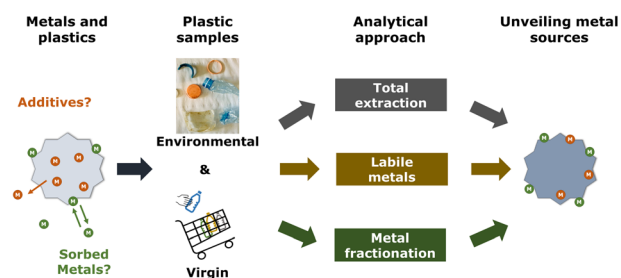 Metals and
plastics
Plastic
samples
Analytical
approach
Unveiling metal
sources
Additives?
M
M
M
M
M
M
M
M
M
Sorbed
Metals?
Environmental
&
Virgin
Total
extraction
Labile
metals
Metal
fractionation
M
M
M
M
M
M
M